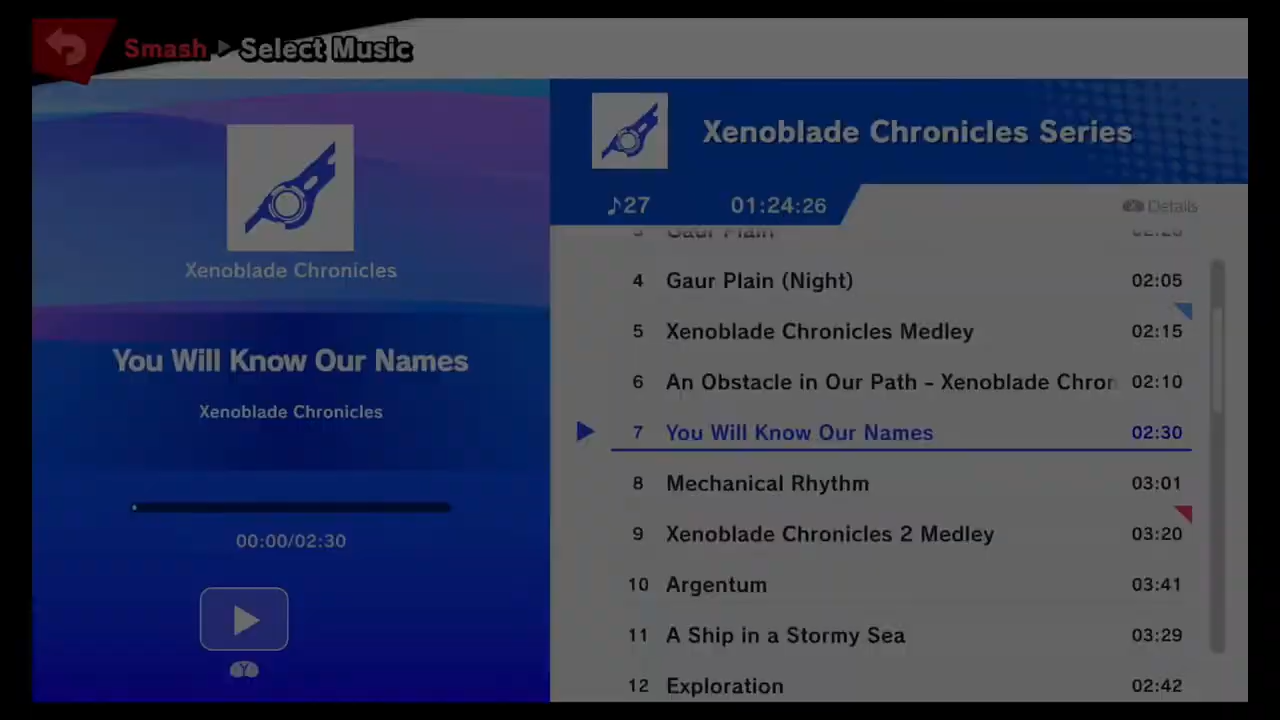 Smash ▶ Select Music
Xenoblade Chronicles
You Will Know Our Names
Xenoblade Chronicles
00:00/02:30
Y
Xenoblade Chronicles Series
♪27 01:24:26
Details
Gaur Plain
4 Gaur Plain (Night) 02:05
5 Xenoblade Chronicles Medley 02:15
6 An Obstacle in Our Path - Xenoblade Chron 02:10
7 You Will Know Our Names 02:30
8 Mechanical Rhythm 03:01
9 Xenoblade Chronicles 2 Medley 03:20
10 Argentum 03:41
11 A Ship in a Stormy Sea 03:29
12 Exploration 02:42